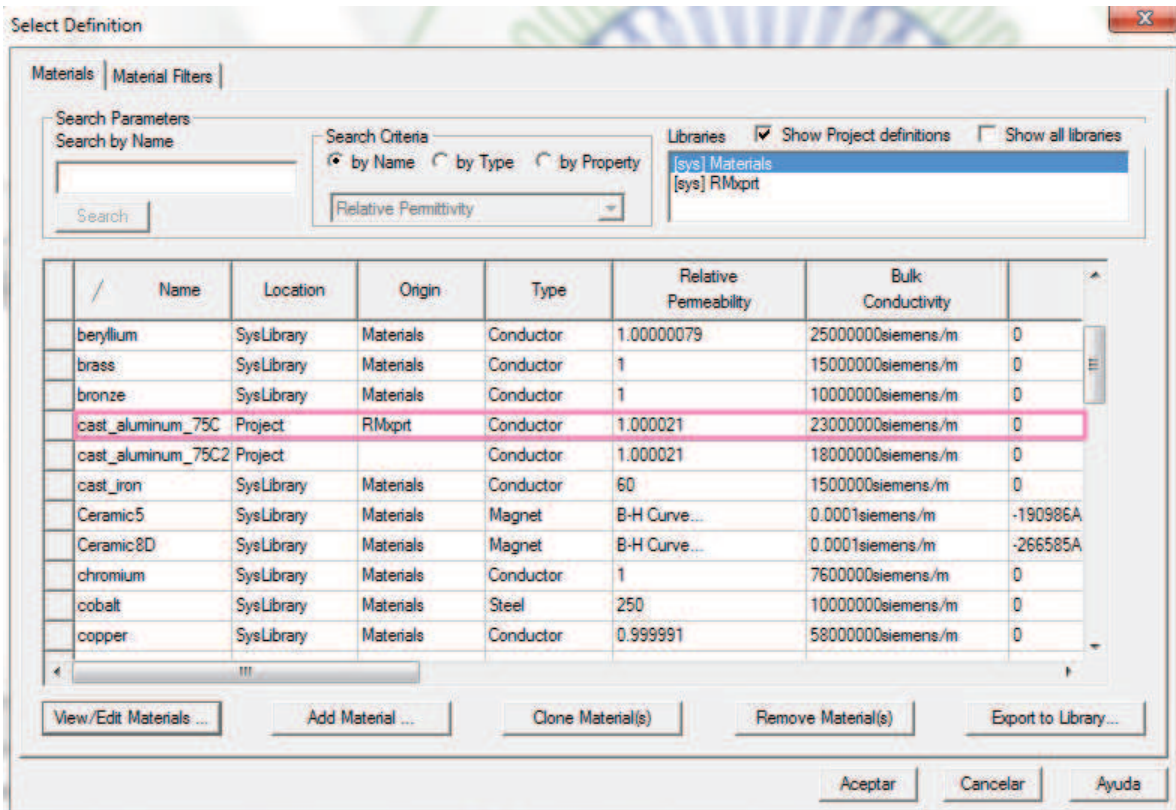 Select Definition
Materials Material Filters
Search Parameters
Search by Name
Search
Search Criteria
by Name by Type by Property
Relative Permittivity
Libraries Show Project definitions Show all libraries
[sys] Materials
[sys] RMxprt
/ Name Location Origin Type Relative Permeability Bulk Conductivity
beryllium SysLibrary Materials Conductor 1.00000079 25000000siemens/m 0
brass SysLibrary Materials Conductor 1 15000000siemens/m 0
bronze SysLibrary Materials Conductor 1 10000000siemens/m 0
cast_aluminum_75C Project RMxprt Conductor 1.000021 23000000siemens/m 0
cast_aluminum_75C2 Project Conductor 1.000021 18000000siemens/m 0
cast_iron SysLibrary Materials Conductor 60 1500000siemens/m 0
Ceramic5 SysLibrary Materials Magnet B-H Curve... 0.0001siemens/m -190986A
Ceramic8D SysLibrary Materials Magnet B-H Curve... 0.0001siemens/m -266585A
chromium SysLibrary Materials Conductor 1 7600000siemens/m 0
cobalt SysLibrary Materials Steel 250 10000000siemens/m 0
copper SysLibrary Materials Conductor 0.999991 58000000siemens/m 0
View/Edit Materials ... Add Material ... Clone Material(s) Remove Material(s) Export to Library...
Aceptar Cancelar Ayuda